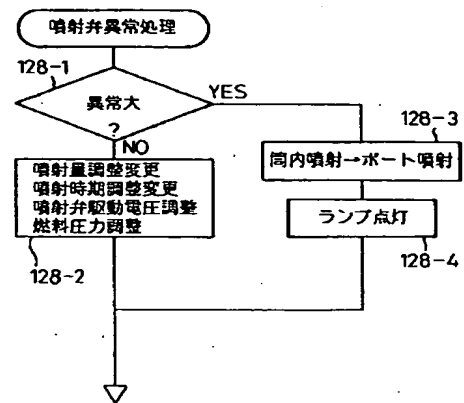 噴射弁異常処理
128-1
異常大
?
YES
NO
噴射量調整変更
噴射時期調整変更
噴射弁駆動電圧調整
燃料圧力調整
128-2
128-3
筒内噴射→ポート噴射
ランプ点灯
128-4